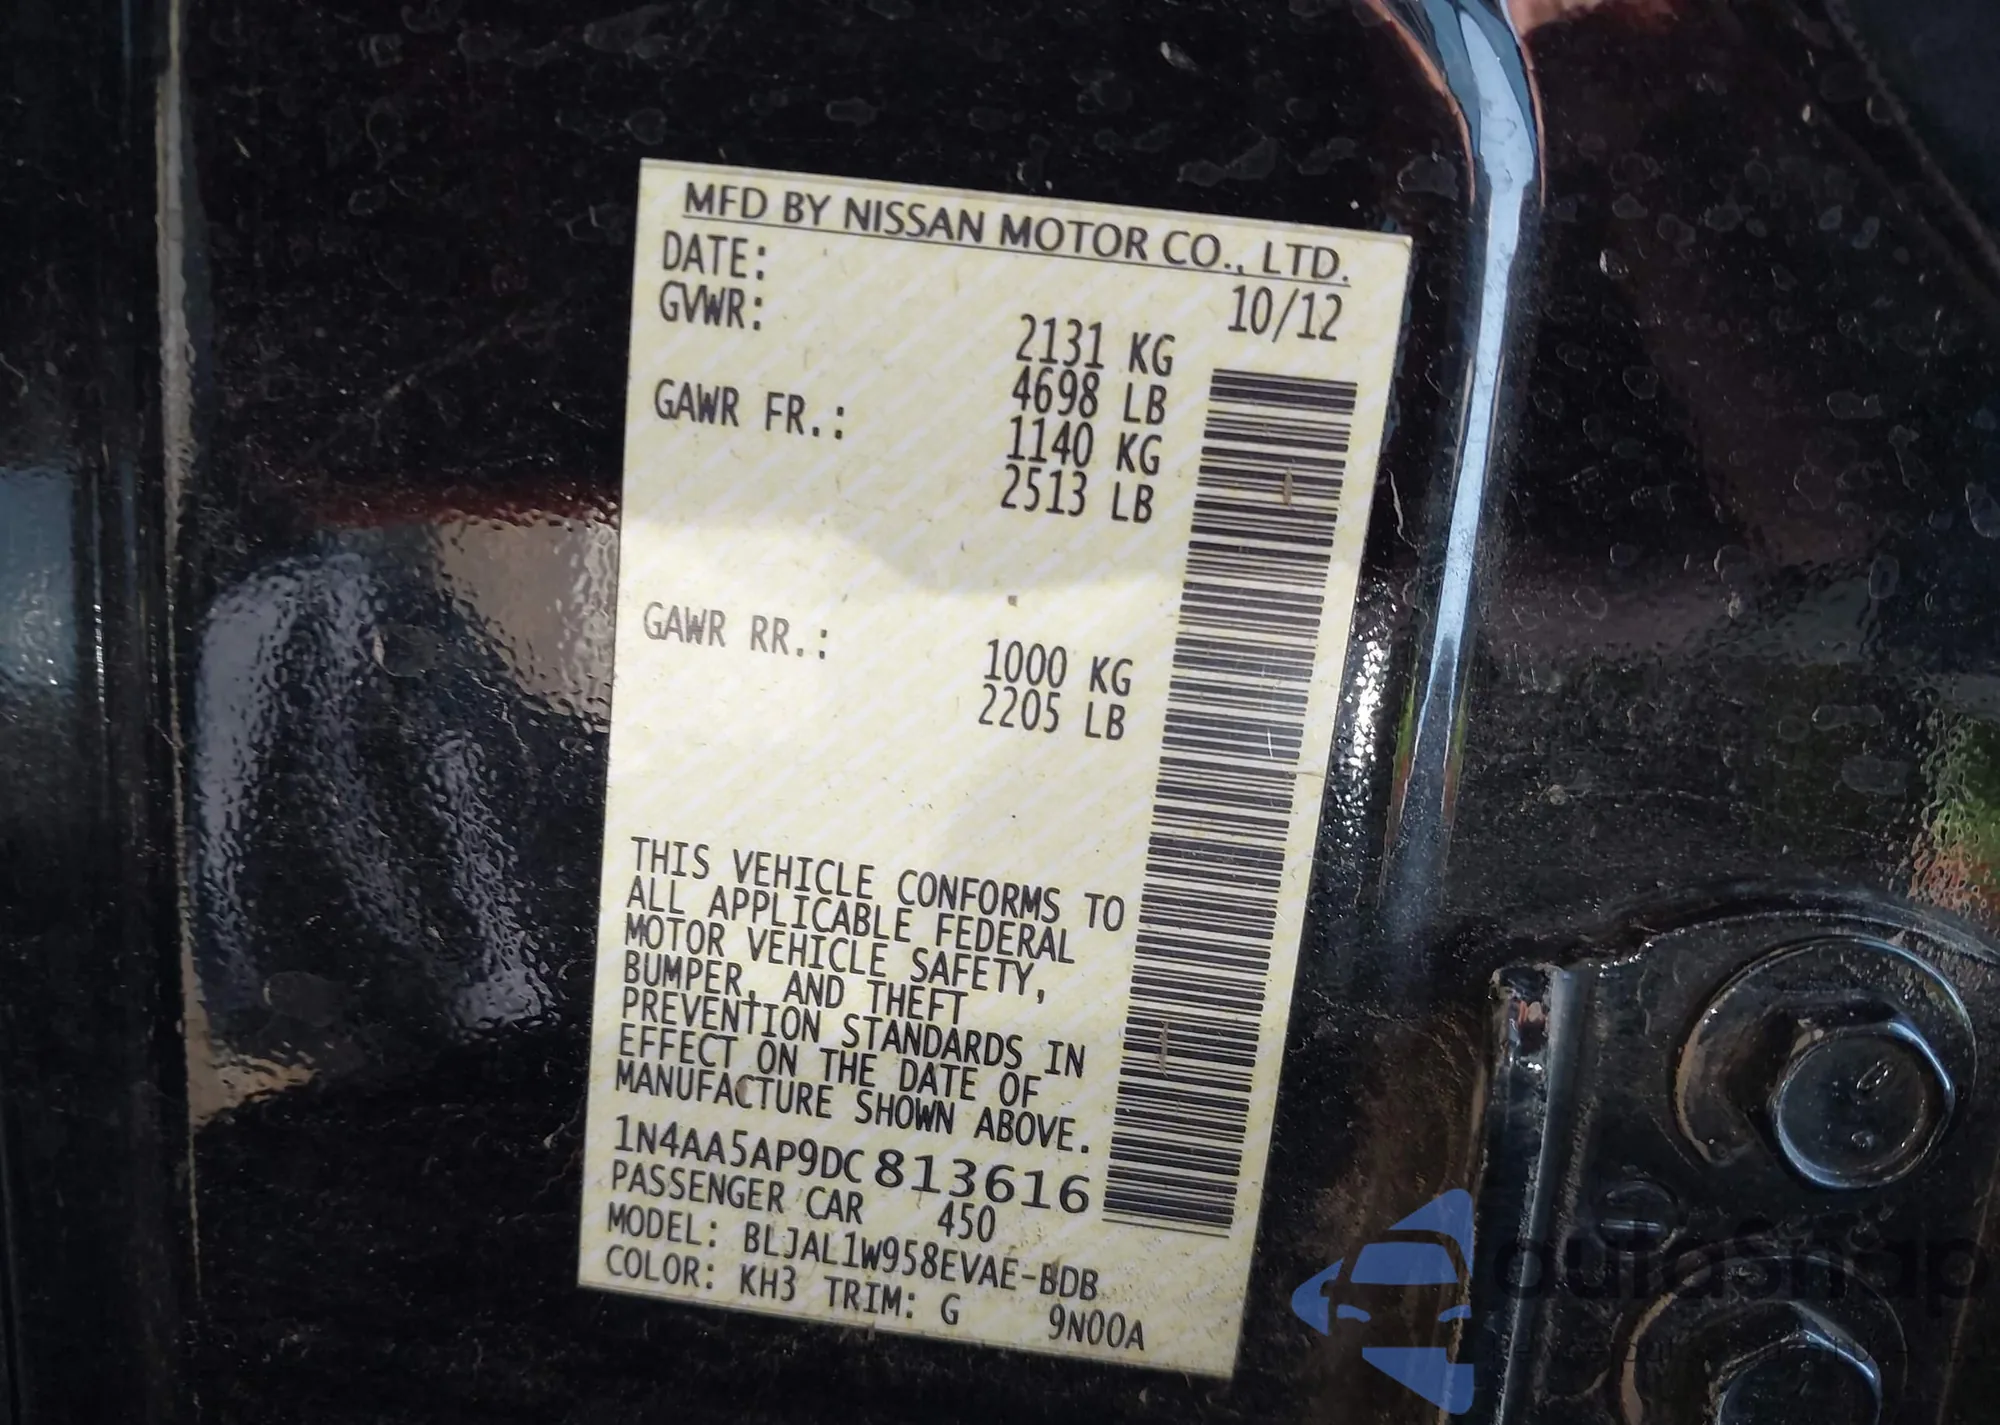 MFD BY NISSAN MOTOR CO., LTD.
DATE: 10/12
GVWR: 2131 KG
4698 LB
GAWR FR.: 1140 KG
2513 LB
GAWR RR.: 1000 KG
2205 LB
THIS VEHICLE CONFORMS TO
ALL APPLICABLE FEDERAL
MOTOR VEHICLE SAFETY,
BUMPER, AND THEFT
PREVENTION STANDARDS IN
EFFECT ON THE DATE OF
MANUFACTURE SHOWN ABOVE.
1N4AA5AP9DC813616
PASSENGER CAR 450
MODEL: BLJAL1W958EVAE-BDB
COLOR: KH3 TRIM: G 9N00A